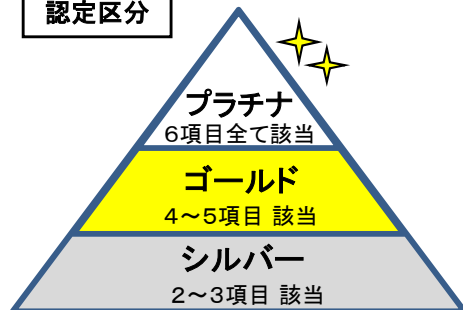 認定区分
プラチナ
6項目全て該当
ゴールド
4～5項目 該当
シルバー
2～3項目 該当